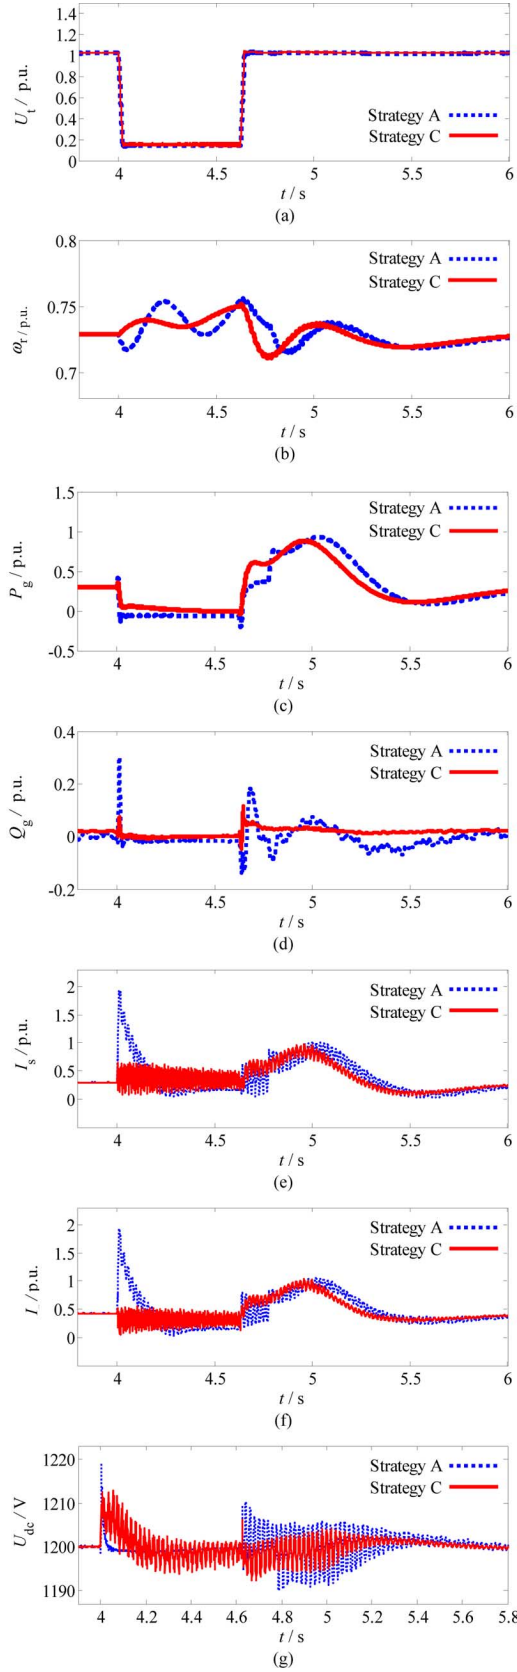 1.4
1.2
1
0.8
0.6
0.4
0.2
0
U_t / p.u.
Strategy A
Strategy C
4 4.5 5 5.5 6
t / s
(a)
0.8
0.75
0.7
ω_r / p.u.
Strategy A
Strategy C
4 4.5 5 5.5 6
t / s
(b)
1.5
1
0.5
0
-0.5
P_g / p.u.
Strategy A
Strategy C
4 4.5 5 5.5 6
t / s
(c)
0.4
0.2
0
-0.2
Q_g / p.u.
Strategy A
Strategy C
4 4.5 5 5.5 6
t / s
(d)
2
1.5
1
0.5
0
I_s / p.u.
Strategy A
Strategy C
4 4.5 5 5.5 6
t / s
(e)
2
1.5
1
0.5
0
I / p.u.
Strategy A
Strategy C
4 4.5 5 5.5 6
t / s
(f)
1220
1210
1200
1190
U_dc / V
Strategy A
Strategy C
4 4.2 4.4 4.6 4.8 5 5.2 5.4 5.6 5.8
t / s
(g)